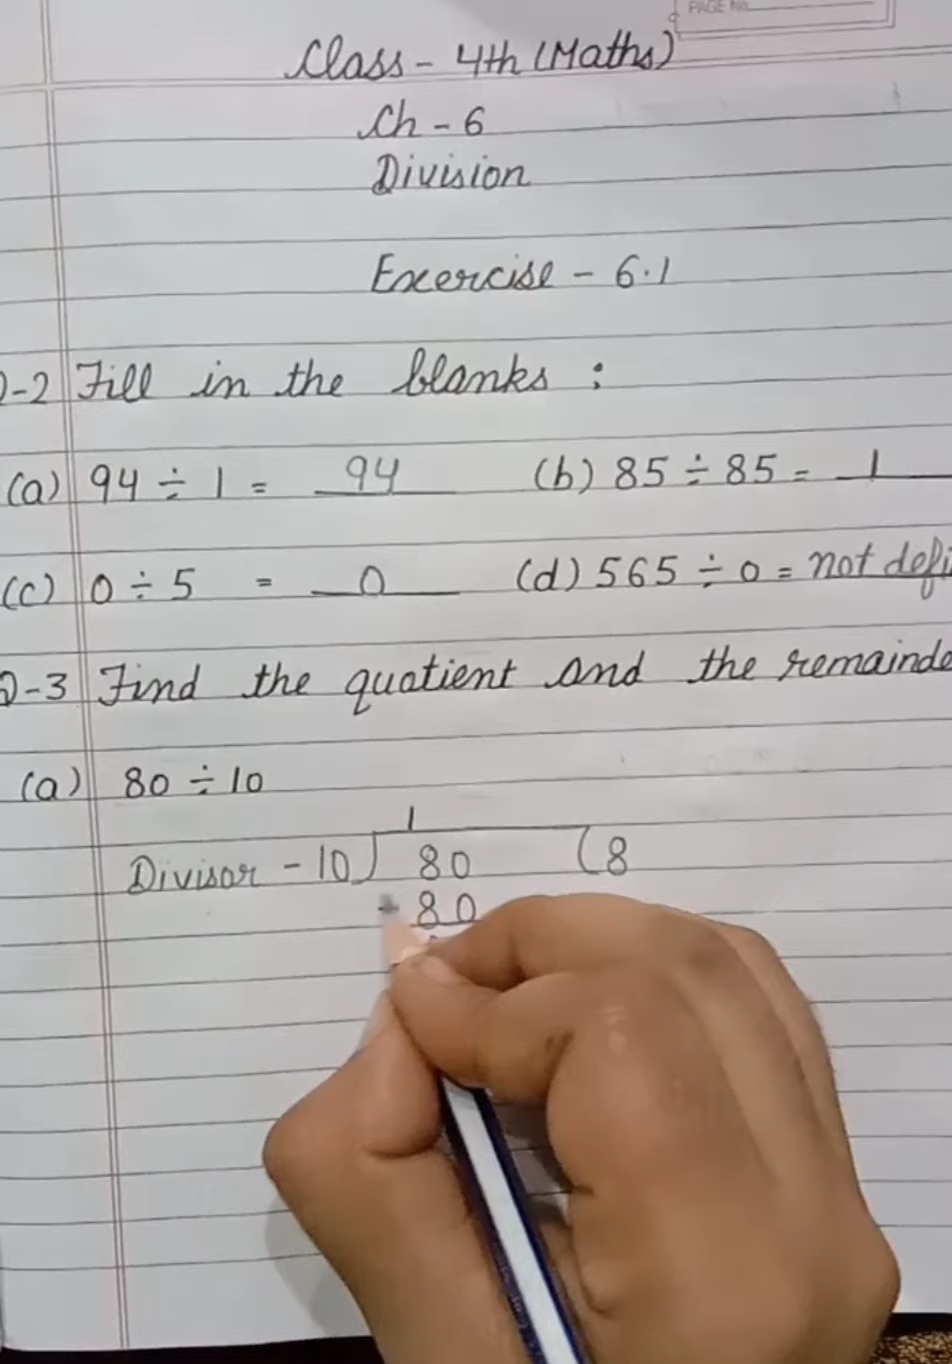 PAGE No.
Class - 4th (Maths)
Ch - 6
Division
Exercise - 6.1
Q-2 Fill in the blanks :
(a) 94 ÷ 1 = 94 (b) 85 ÷ 85 = 1
(c) 0 ÷ 5 = 0 (d) 565 ÷ 0 = not defi
Q-3 Find the quotient and the remainde
(a) 80 ÷ 10
1
Divisor - 10 ) 80 ( 8
- 80